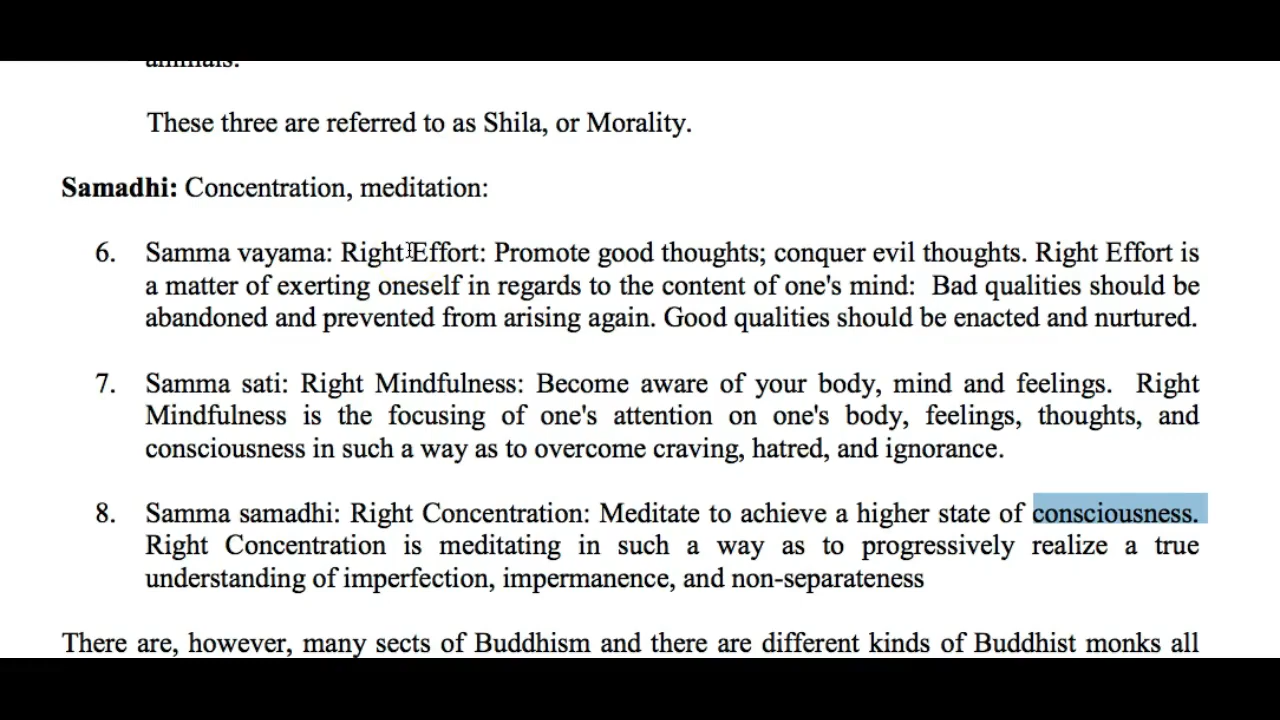 animals.
These three are referred to as Shila, or Morality.
Samadhi: Concentration, meditation:
6. Samma vayama: Right Effort: Promote good thoughts; conquer evil thoughts. Right Effort is
a matter of exerting oneself in regards to the content of one's mind:  Bad qualities should be
abandoned and prevented from arising again. Good qualities should be enacted and nurtured.
7. Samma sati: Right Mindfulness: Become aware of your body, mind and feelings.  Right
Mindfulness is the focusing of one's attention on one's body, feelings, thoughts, and
consciousness in such a way as to overcome craving, hatred, and ignorance.
8. Samma samadhi: Right Concentration: Meditate to achieve a higher state of consciousness.
Right Concentration is meditating in such a way as to progressively realize a true
understanding of imperfection, impermanence, and non-separateness
There are, however, many sects of Buddhism and there are different kinds of Buddhist monks all